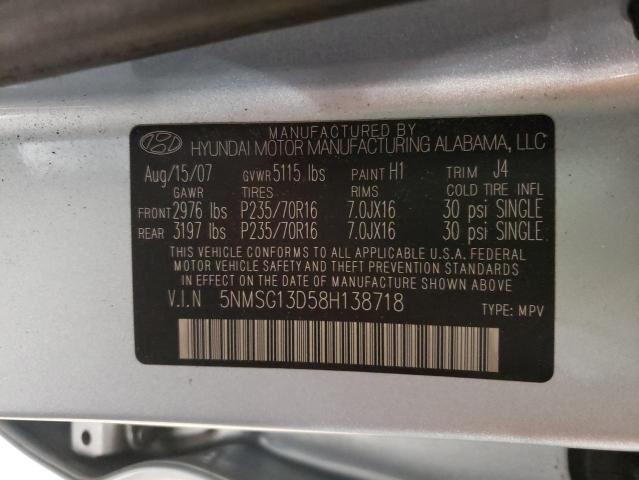 MANUFACTURED BY
HYUNDAI MOTOR MANUFACTURING ALABAMA, LLC
Aug/15/07 GVWR 5115 lbs PAINT H1 TRIM J4
GAWR TIRES RIMS COLD TIRE INFL
FRONT 2976 lbs P235/70R16 7.0JX16 30 psi SINGLE
REAR 3197 lbs P235/70R16 7.0JX16 30 psi SINGLE
THIS VEHICLE CONFORMS TO ALL APPLICABLE U.S.A. FEDERAL
MOTOR VEHICLE SAFETY AND THEFT PREVENTION STANDARDS
IN EFFECT ON THE DATE OF MANUFACTURE SHOWN ABOVE.
V.I.N 5NMSG13D58H138718 TYPE: MPV